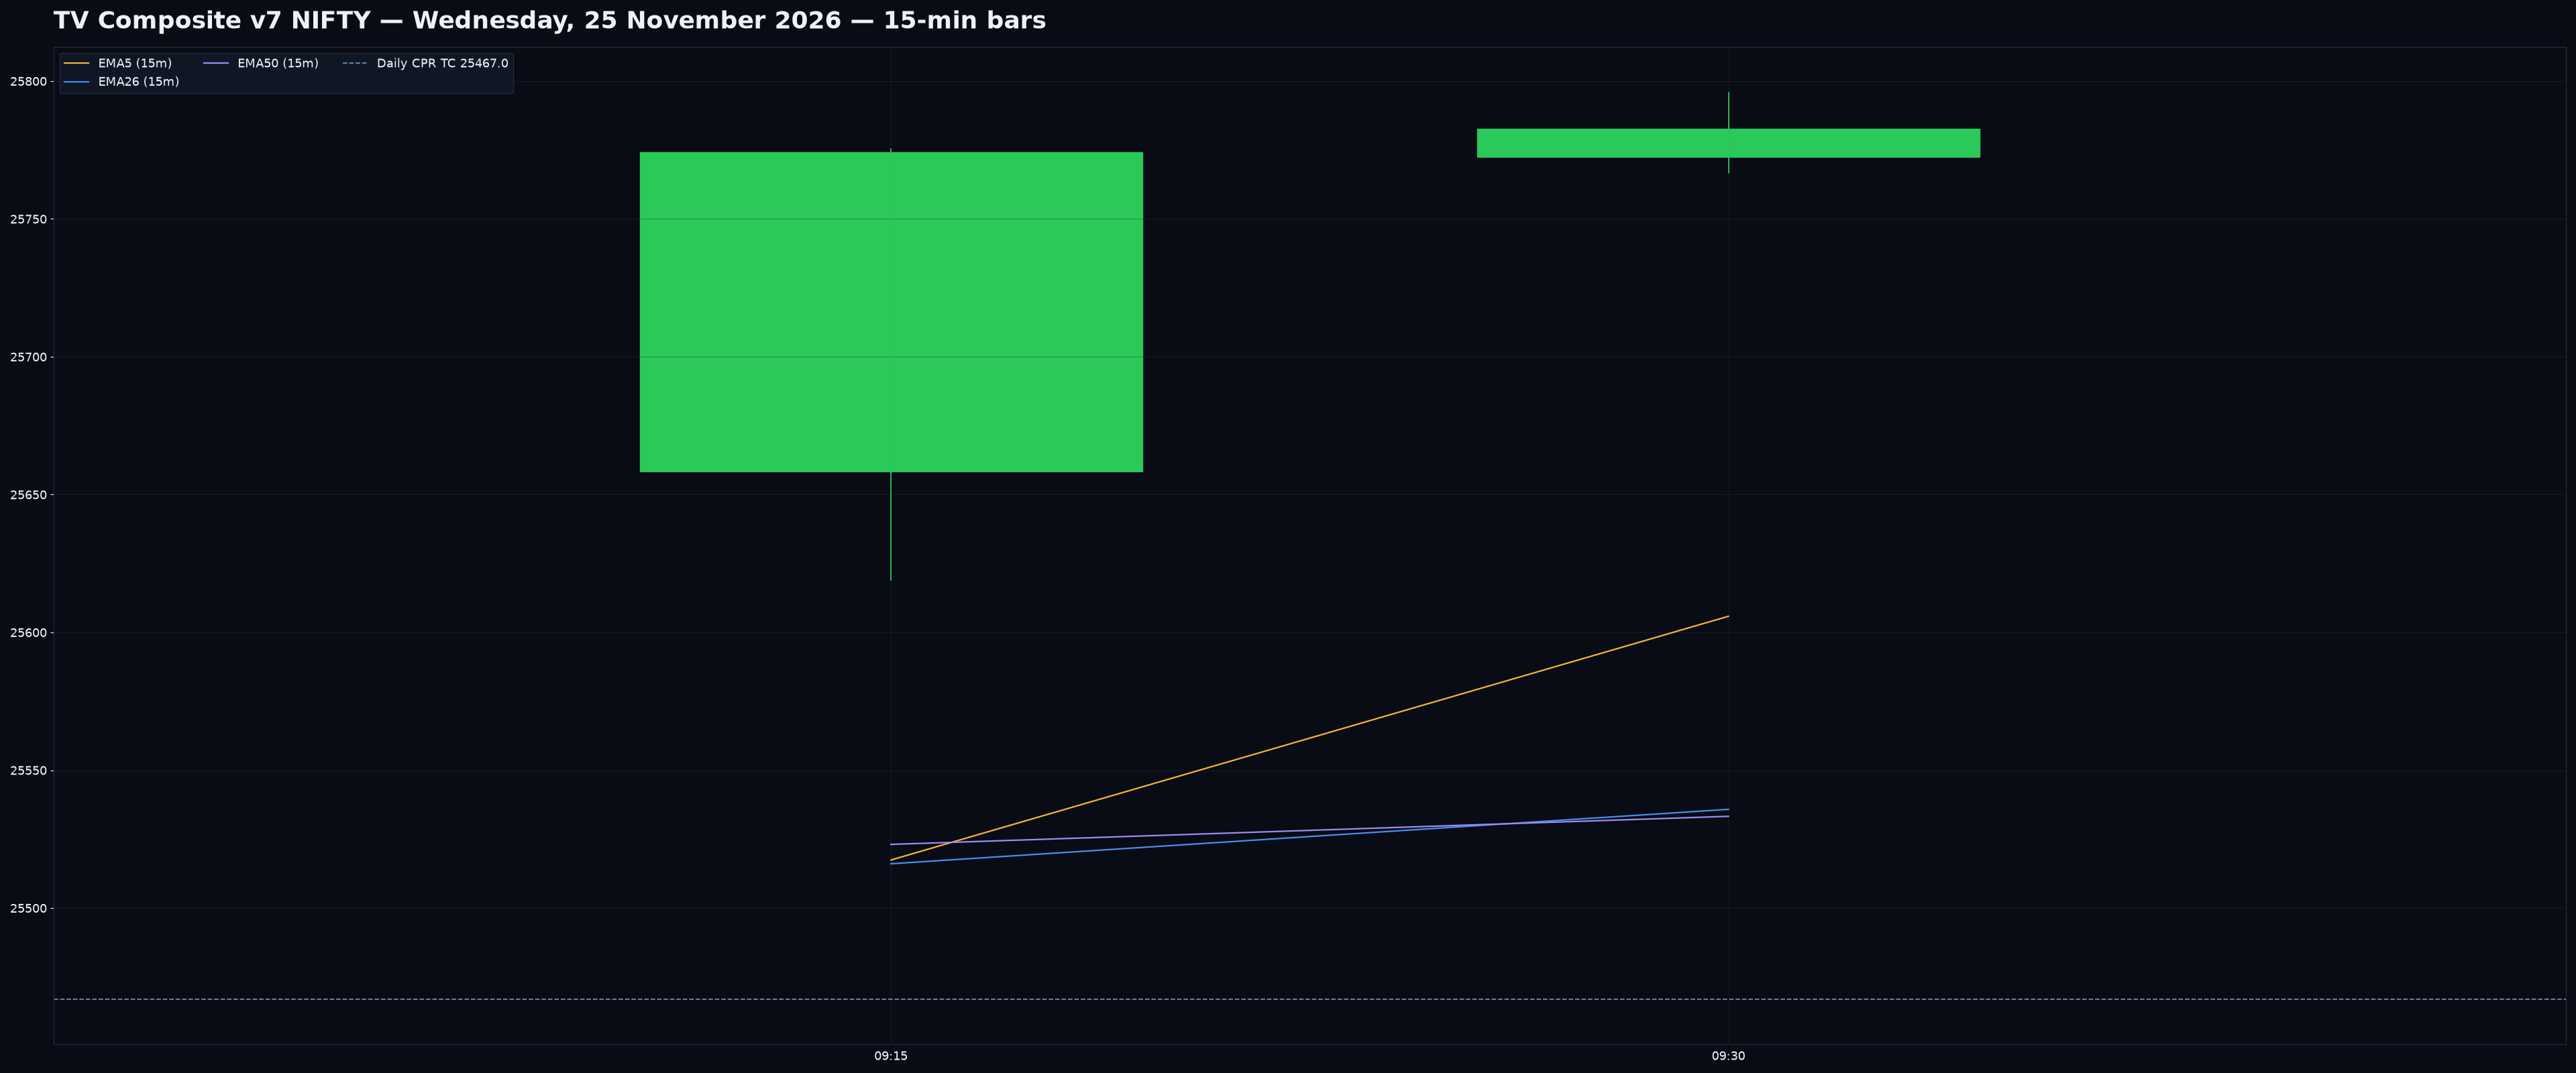 TV Composite v7 NIFTY — Wednesday, 25 November 2026 — 15-min bars
EMA5 (15m)
EMA26 (15m)
EMA50 (15m)
Daily CPR TC 25467.0
25800
25750
25700
25650
25600
25550
25500
09:15
09:30